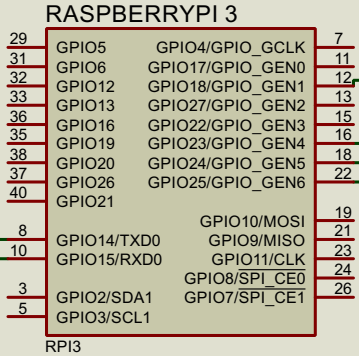 RASPBERRYPI 3
29 GPIO5 GPIO4/GPIO_GCLK 7
31 GPIO6 GPIO17/GPIO_GEN0 11
32 GPIO12 GPIO18/GPIO_GEN1 12
33 GPIO13 GPIO27/GPIO_GEN2 13
36 GPIO16 GPIO22/GPIO_GEN3 15
35 GPIO19 GPIO23/GPIO_GEN4 16
38 GPIO20 GPIO24/GPIO_GEN5 18
37 GPIO26 GPIO25/GPIO_GEN6 22
40 GPIO21
GPIO10/MOSI 19
8 GPIO14/TXD0 GPIO9/MISO 21
10 GPIO15/RXD0 GPIO11/CLK 23
GPIO8/SPI_CE0 24
3 GPIO2/SDA1 GPIO7/SPI_CE1 26
5 GPIO3/SCL1
RPI3